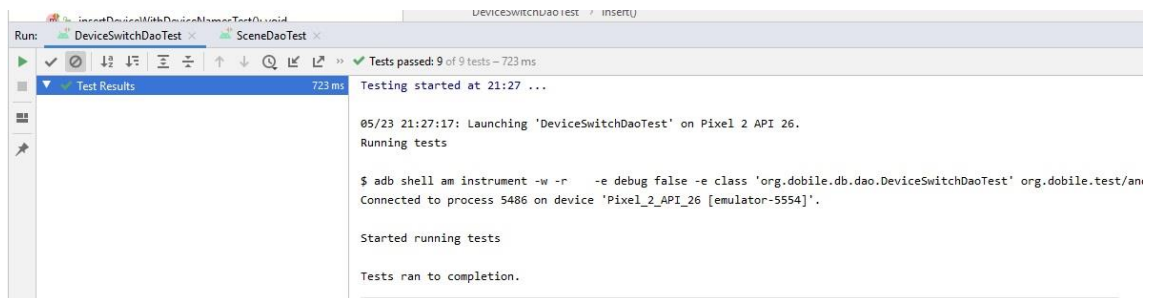 insertDeviceWithDeviceNamesTest():void
DeviceSwitchDaoTest › insert()
Run: DeviceSwitchDaoTest × SceneDaoTest ×
» Tests passed: 9 of 9 tests – 723 ms
Test Results 723 ms
Testing started at 21:27 ...
05/23 21:27:17: Launching 'DeviceSwitchDaoTest' on Pixel 2 API 26.
Running tests
$ adb shell am instrument -w -r    -e debug false -e class 'org.dobile.db.dao.DeviceSwitchDaoTest' org.dobile.test/and
Connected to process 5486 on device 'Pixel_2_API_26 [emulator-5554]'.
Started running tests
Tests ran to completion.